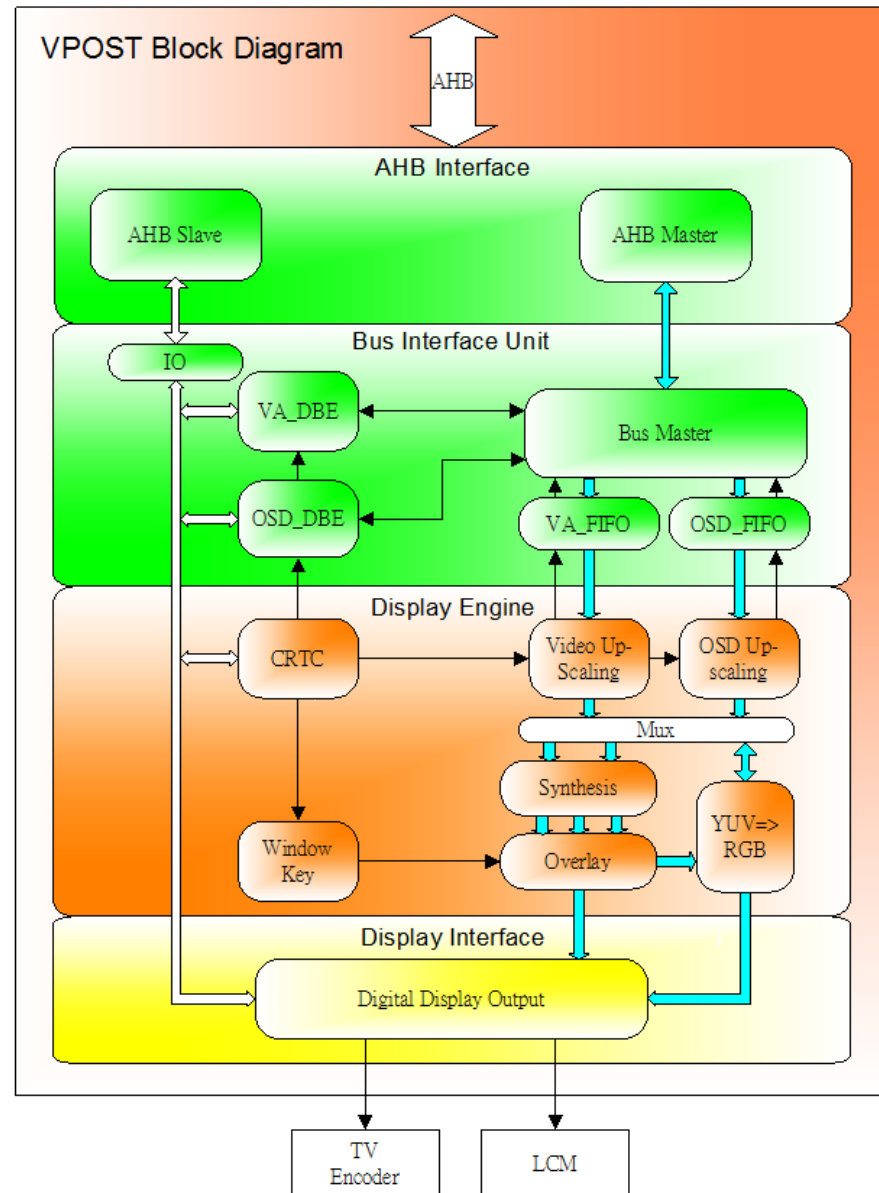 VPOST Block Diagram
AHB
AHB Interface
AHB Slave
AHB Master
Bus Interface Unit
IO
VA_DBE
Bus Master
OSD_DBE
VA_FIFO
OSD_FIFO
Display Engine
CRTC
Video Up-
Scaling
OSD Up-
scaling
Mux
Synthesis
YUV=>
RGB
Window
Key
Overlay
Display Interface
Digital Display Output
TV
Encoder
LCM